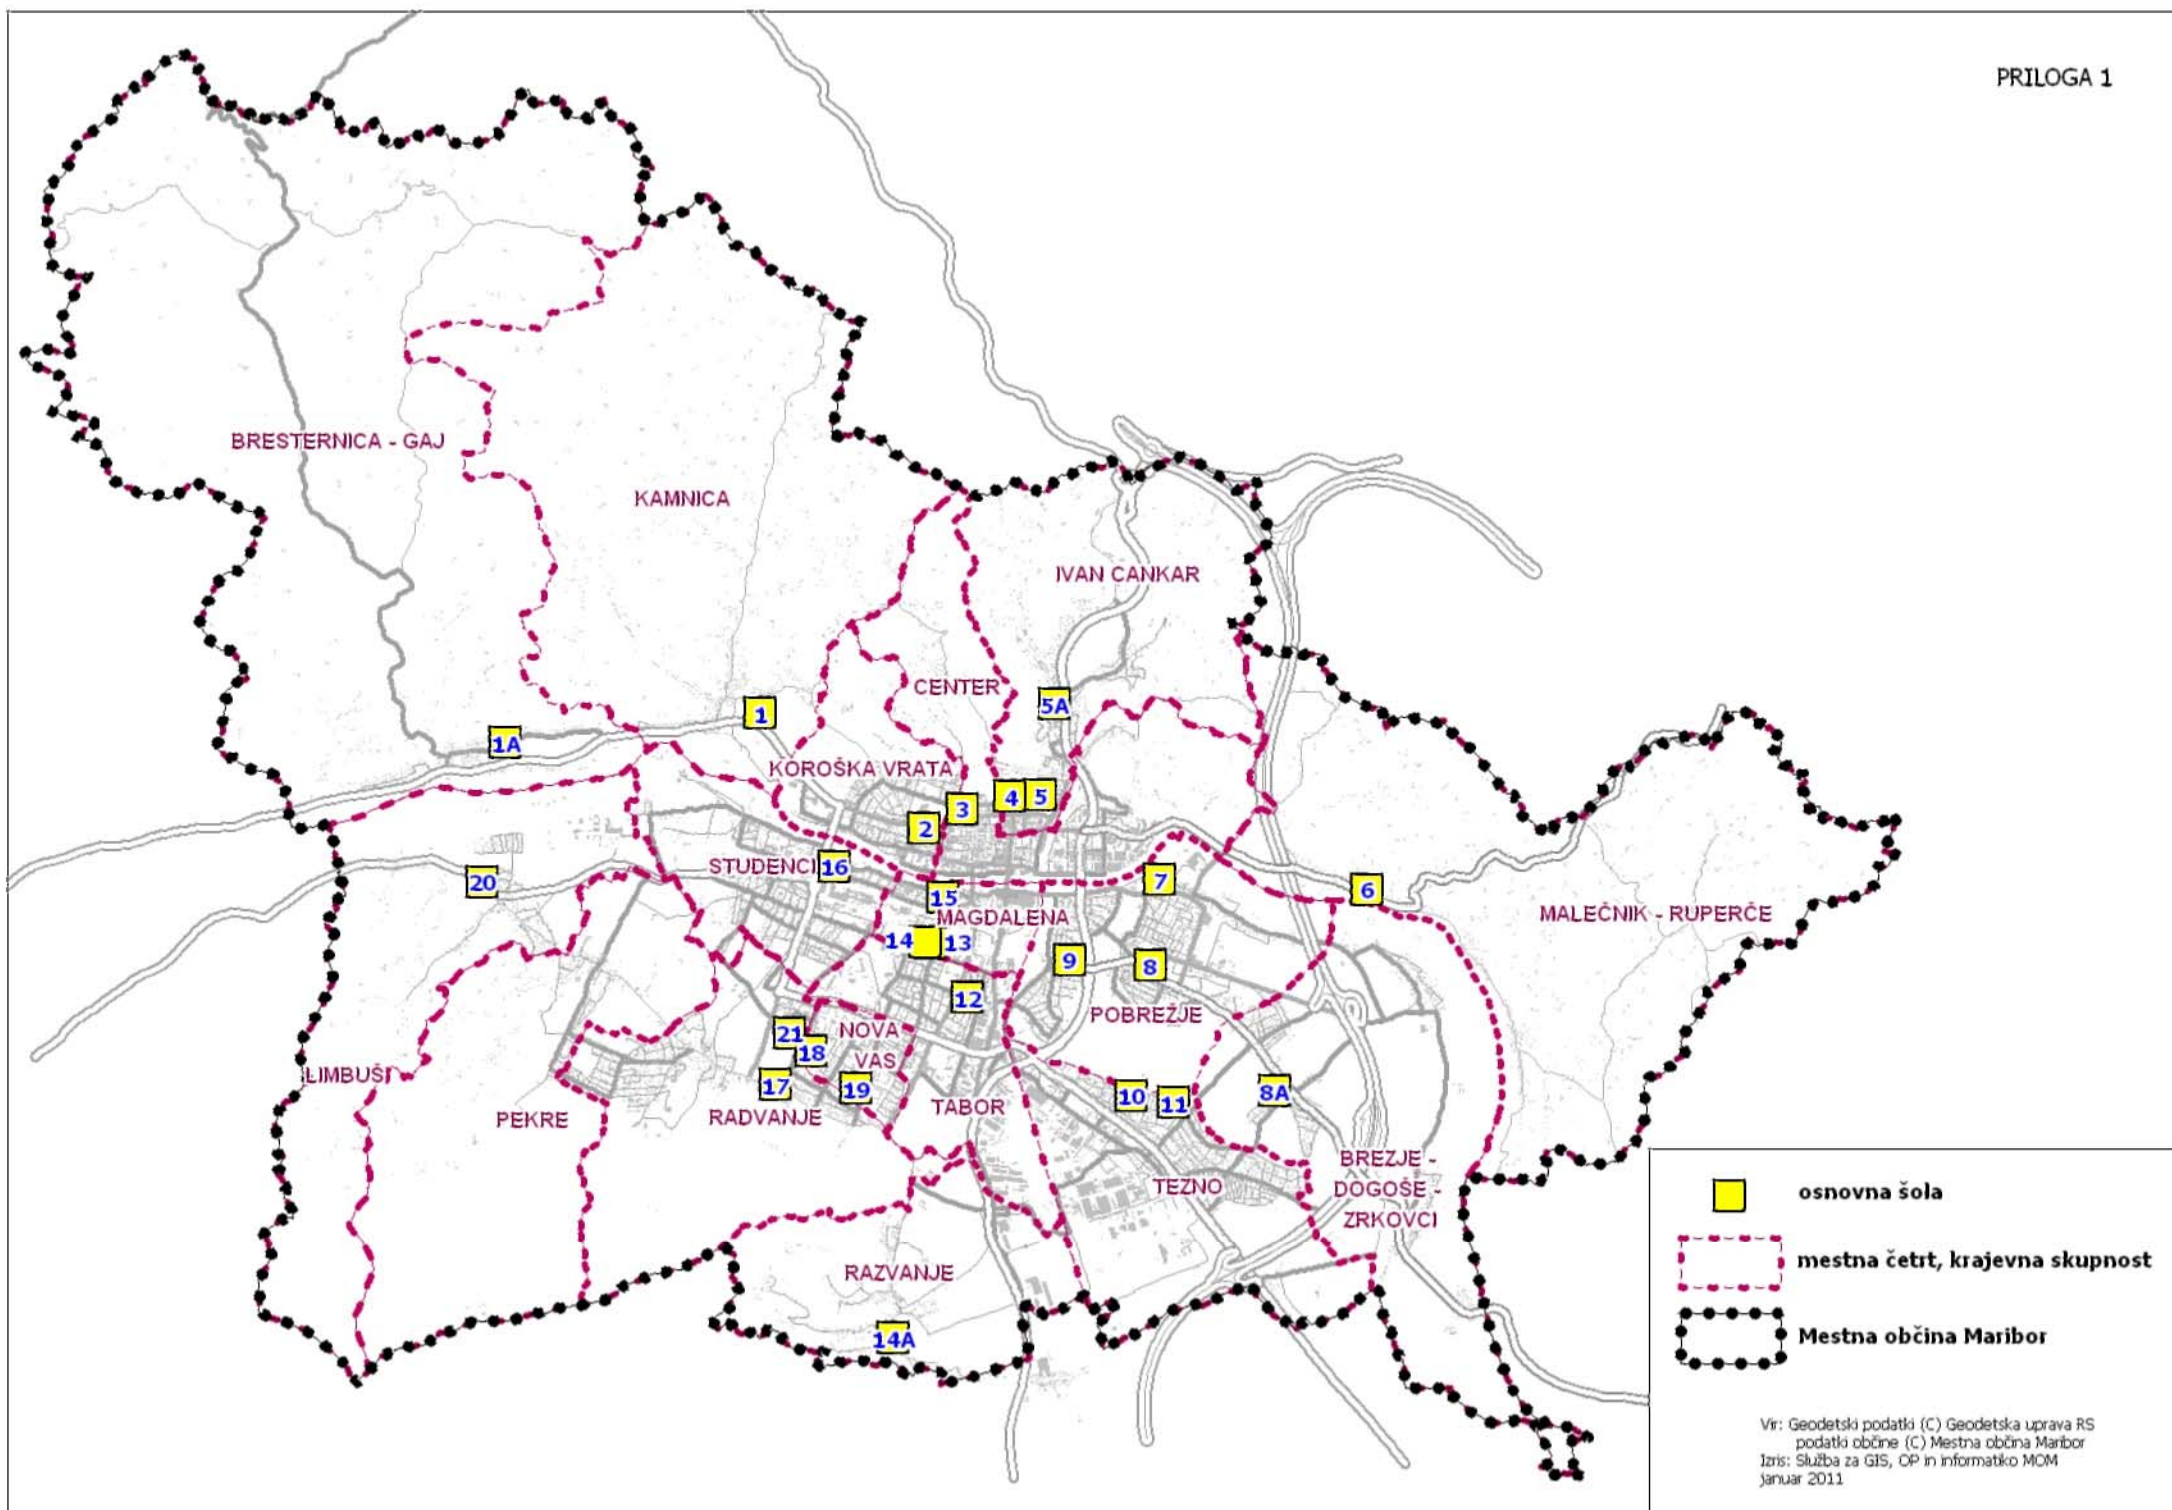 PRILOGA 1
BRESTERNICA - GAJ
KAMNICA
IVAN CANKAR
CENTER
5A
1
1A
KOROŠKA VRATA
4
5
3
2
STUDENCI
16
20
7
6
15
MAGDALENA
MALEČNIK - RUPERČE
14
13
9
8
12
POBREŽJE
21
NOVA
VAS
18
LIMBUŠ
17
19
10
11
8A
PEKRE
RADVANJE
TABOR
BREZJE -
DOGOŠE -
ZRKOVCI
TEZNO
RAZVANJE
14A
osnovna šola
mestna četrt, krajevna skupnost
Mestna občina Maribor
Vir: Geodetski podatki (C) Geodetska uprava RS
podatki občine (C) Mestna občina Maribor
Izris: Služba za GIS, OP in informatiko MOM
januar 2011